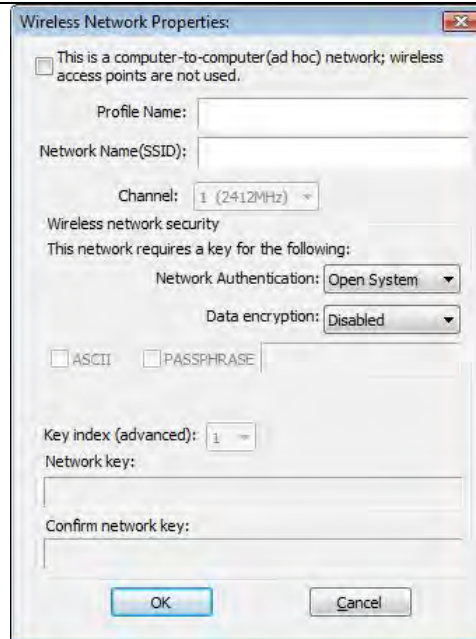 Wireless Network Properties:
This is a computer-to-computer(ad hoc) network; wireless
access points are not used.
Profile Name:
Network Name(SSID):
Channel: 1 (2412MHz)
Wireless network security
This network requires a key for the following:
Network Authentication: Open System
Data encryption: Disabled
ASCII PASSPHRASE
Key index (advanced): 1
Network key:
Confirm network key:
OK Cancel